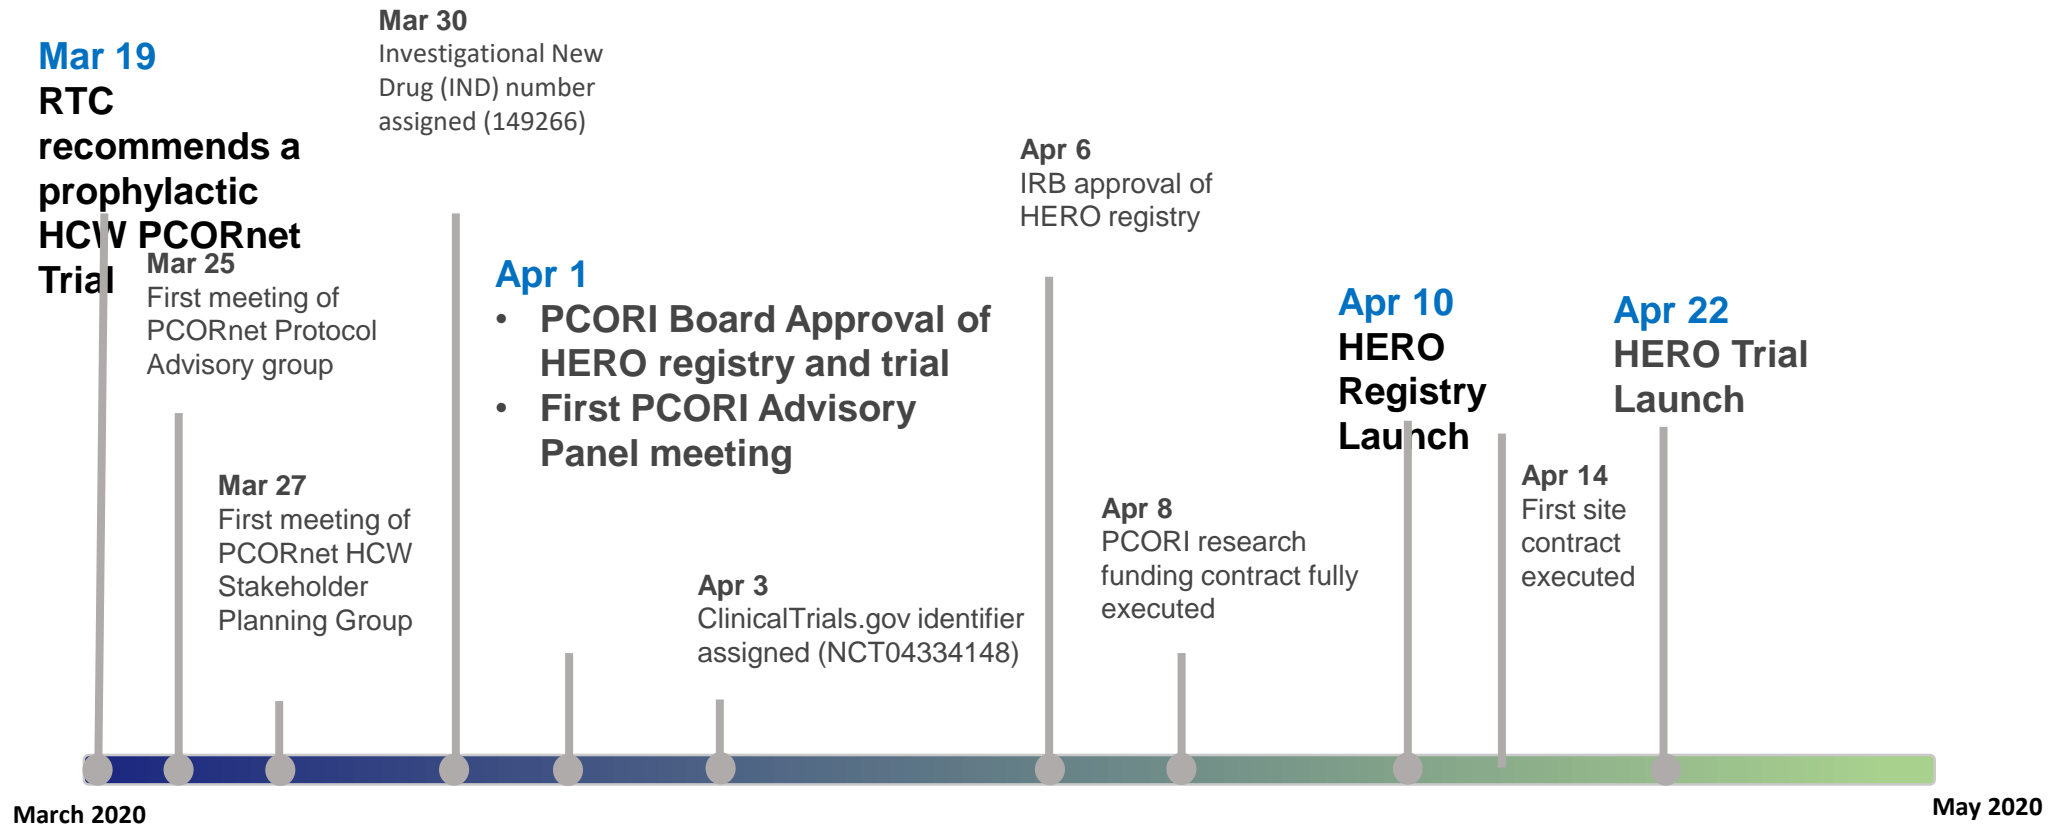 Mar 19
RTC
recommends a
prophylactic
HCW PCORnet
Trial
Mar 25
First meeting of
PCORnet Protocol
Advisory group
Mar 27
First meeting of
PCORnet HCW
Stakeholder
Planning Group
Mar 30
Investigational New
Drug (IND) number
assigned (149266)
Apr 1
• PCORI Board Approval of
HERO registry and trial
• First PCORI Advisory
Panel meeting
Apr 3
ClinicalTrials.gov identifier
assigned (NCT04334148)
Apr 6
IRB approval of
HERO registry
Apr 8
PCORI research
funding contract fully
executed
Apr 10
HERO
Registry
Launch
Apr 14
First site
contract
executed
Apr 22
HERO Trial
Launch
March 2020
May 2020